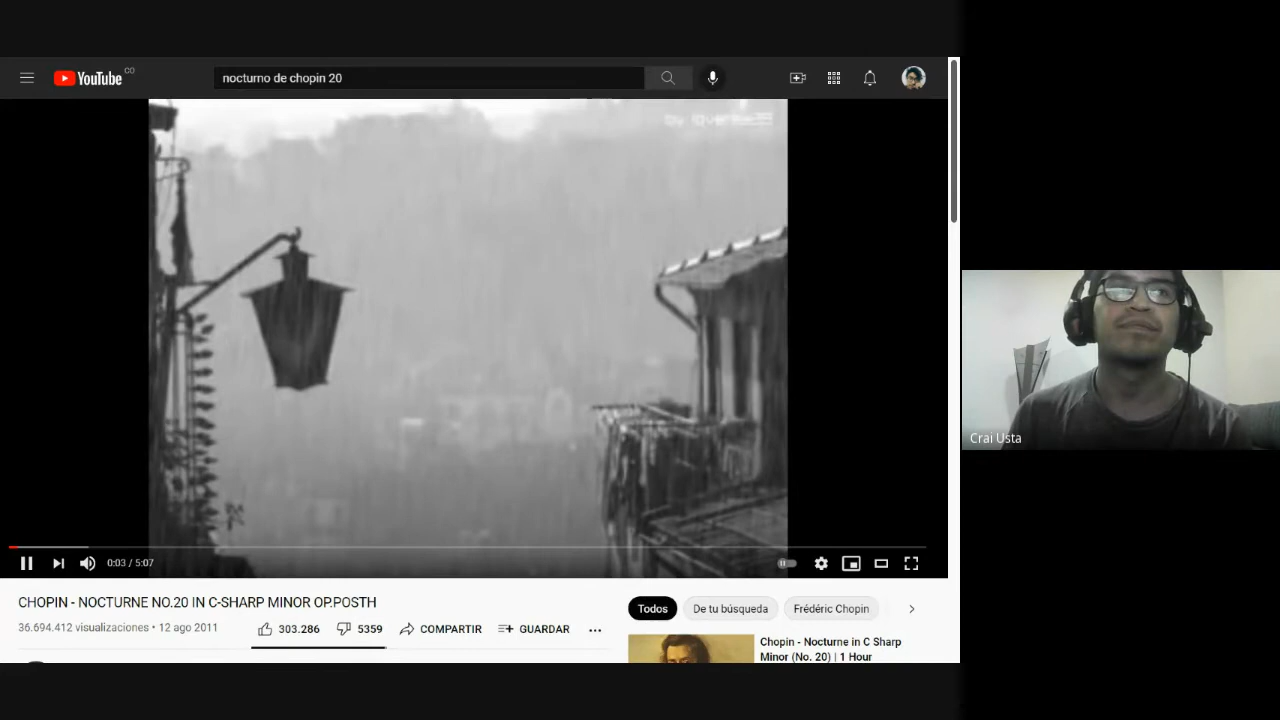 YouTube CO
nocturno de chopin 20
0:03 / 5:07
CHOPIN - NOCTURNE NO.20 IN C-SHARP MINOR OP.POSTH
36.694.412 visualizaciones • 12 ago 2011
303.286
5359
COMPARTIR
GUARDAR
Todos
De tu búsqueda
Frédéric Chopin
Chopin - Nocturne in C Sharp
Minor (No. 20) | 1 Hour
Crai Usta